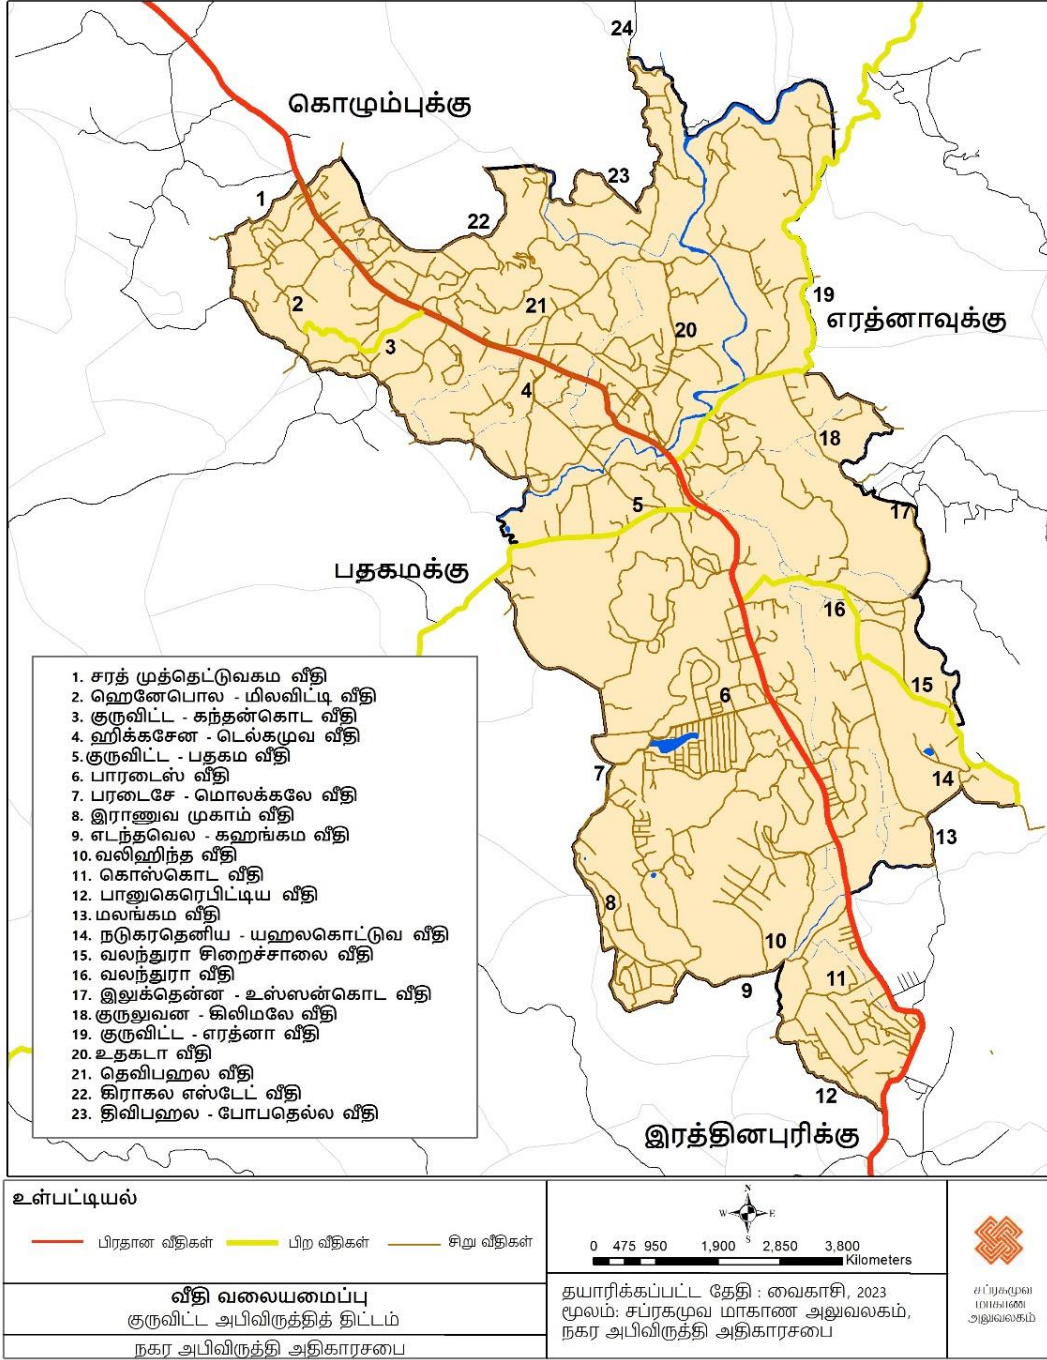 24
கொழும்புக்கு
23
1
22
19
2
21
எரத்னாவுக்கு
20
3
4
18
5
17
பதகமக்கு
16
15
6
7
14
13
8
10
11
9
12
இரத்தினபுரிக்கு
1. சரத் முத்தெட்டுவகம வீதி
2. ஹெனேபொல - மிலவிட்டி வீதி
3. குருவிட்ட - கந்தன்கொட வீதி
4. ஹிக்கசேன - டெல்கமுவ வீதி
5. குருவிட்ட - பதகம வீதி
6. பாரடைஸ் வீதி
7. பரடைசே - மொலக்கலே வீதி
8. இராணுவ முகாம் வீதி
9. எடந்தவெல - கஹங்கம வீதி
10. வலிஹிந்த வீதி
11. கொஸ்கொட வீதி
12. பானுகெரெபிட்டிய வீதி
13. மலங்கம வீதி
14. நடுகரதெனிய - யஹலகொட்டுவ வீதி
15. வலந்துரா சிறைச்சாலை வீதி
16. வலந்துரா வீதி
17. இலுக்தென்ன - உஸ்ஸன்கொட வீதி
18. குருலுவன - கிலிமலே வீதி
19. குருவிட்ட - எரத்னா வீதி
20. உதகடா வீதி
21. தெவிபஹல வீதி
22. கிராகல எஸ்டேட் வீதி
23. திவிபஹல - போபதெல்ல வீதி
உள்பட்டியல்
பிரதான வீதிகள் பிற வீதிகள் சிறு வீதிகள்
வீதி வலையமைப்பு
குருவிட்ட அபிவிருத்தித் திட்டம்
நகர அபிவிருத்தி அதிகாரசபை
N
W E
S
0 475 950 1,900 2,850 3,800
Kilometers
தயாரிக்கப்பட்ட தேதி : வைகாசி, 2023
மூலம்: சப்ரகமுவ மாகாண அலுவலகம்,
நகர அபிவிருத்தி அதிகாரசபை
சப்ரகமுவ
மாகாண
அலுவலகம்